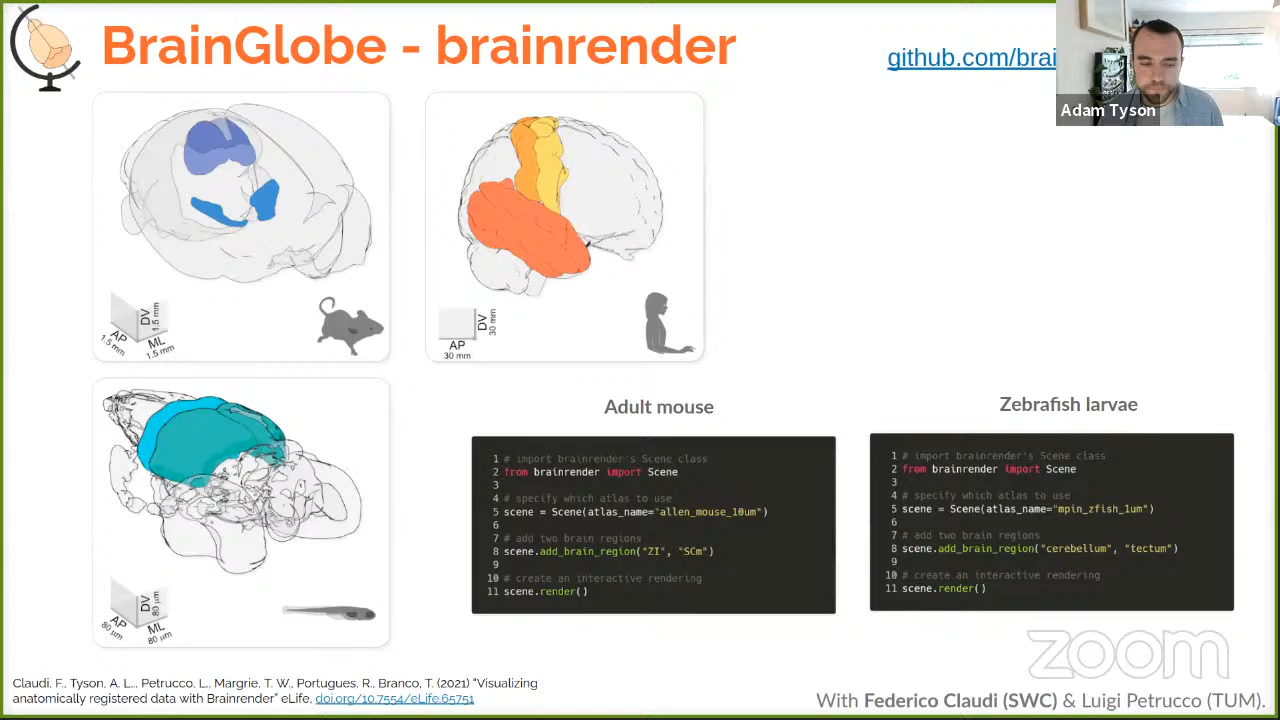 BrainGlobe - brainrender
github.com/brai
Adam Tyson
DV
1.5 mm
AP
1.5 mm
ML
1.5 mm
DV
30 mm
AP
30 mm
DV
80 µm
AP
80 µm
ML
80 µm
Adult mouse
1 # import brainrender's Scene class
2 from brainrender import Scene
3
4 # specify which atlas to use
5 scene = Scene(atlas_name="allen_mouse_10um")
6
7 # add two brain regions
8 scene.add_brain_region("ZI", "SCm")
9
10 # create an interactive rendering
11 scene.render()
Zebrafish larvae
1 # import brainrender's Scene class
2 from brainrender import Scene
3
4 # specify which atlas to use
5 scene = Scene(atlas_name="mpin_zfish_1um")
6
7 # add two brain regions
8 scene.add_brain_region("cerebellum", "tectum")
9
10 # create an interactive rendering
11 scene.render()
zoom
Claudi, F., Tyson, A. L., Petrucco, L., Margrie, T. W., Portugues, R., Branco, T. (2021) "Visualizing
anatomically registered data with Brainrender" eLife, doi.org/10.7554/eLife.65751
With Federico Claudi (SWC) & Luigi Petrucco (TUM).